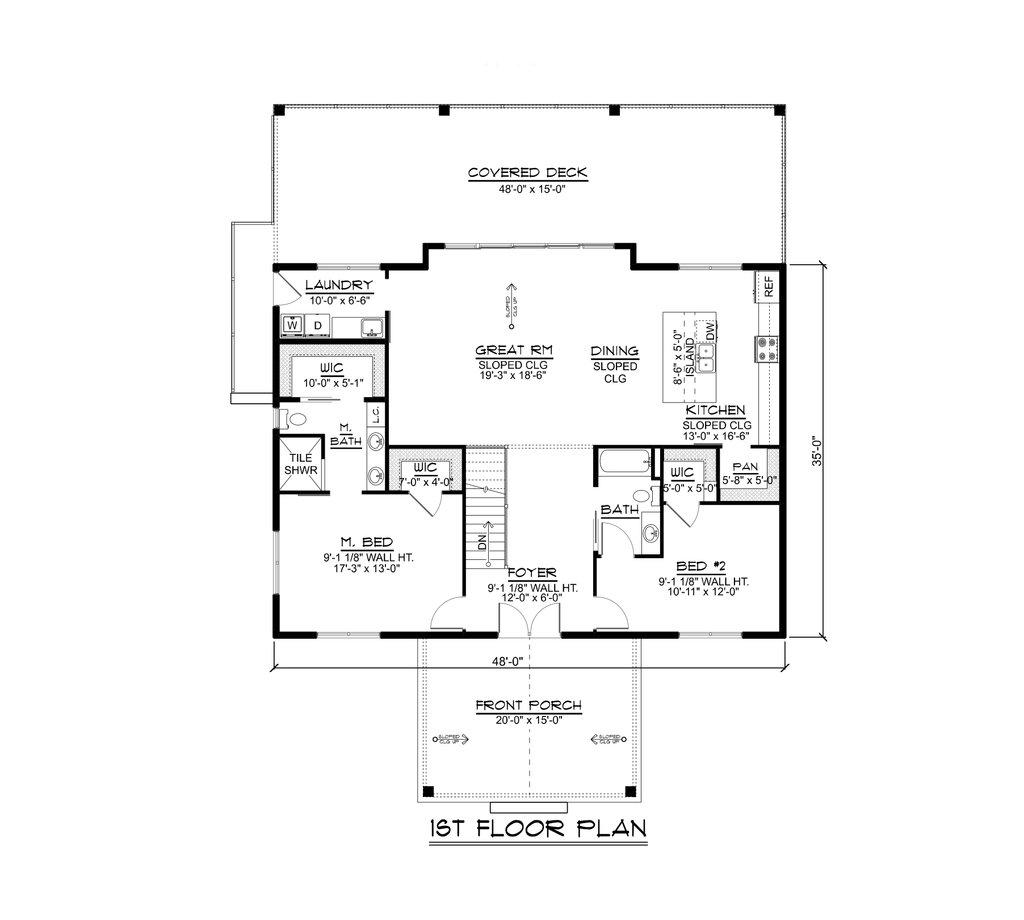 COVERED DECK
48'-0" x 15'-0"
LAUNDRY
10'-0" x 6'-6"
W
D
REF
SLOPED
CLG UP
DW
8'-6" x 5'-0"
ISLAND
GREAT RM
SLOPED CLG
19'-3" x 18'-6"
DINING
SLOPED
CLG
WIC
10'-0" x 5'-1"
L.C.
KITCHEN
SLOPED CLG
13'-0" x 16'-6"
M.
BATH
TILE
SHWR
35'-0"
WIC
7'-0" x 4'-0"
WIC
5'-0" x 5'-0"
PAN
5'-8" x 5'-0"
BATH
DN
M. BED
9'-1 1/8" WALL HT.
17'-3" x 13'-0"
FOYER
9'-1 1/8" WALL HT.
12'-0" x 6'-0"
BED #2
9'-1 1/8" WALL HT.
10'-11" x 12'-0"
48'-0"
FRONT PORCH
20'-0" x 15'-0"
SLOPED
CLG UP
SLOPED
CLG UP
1ST FLOOR PLAN